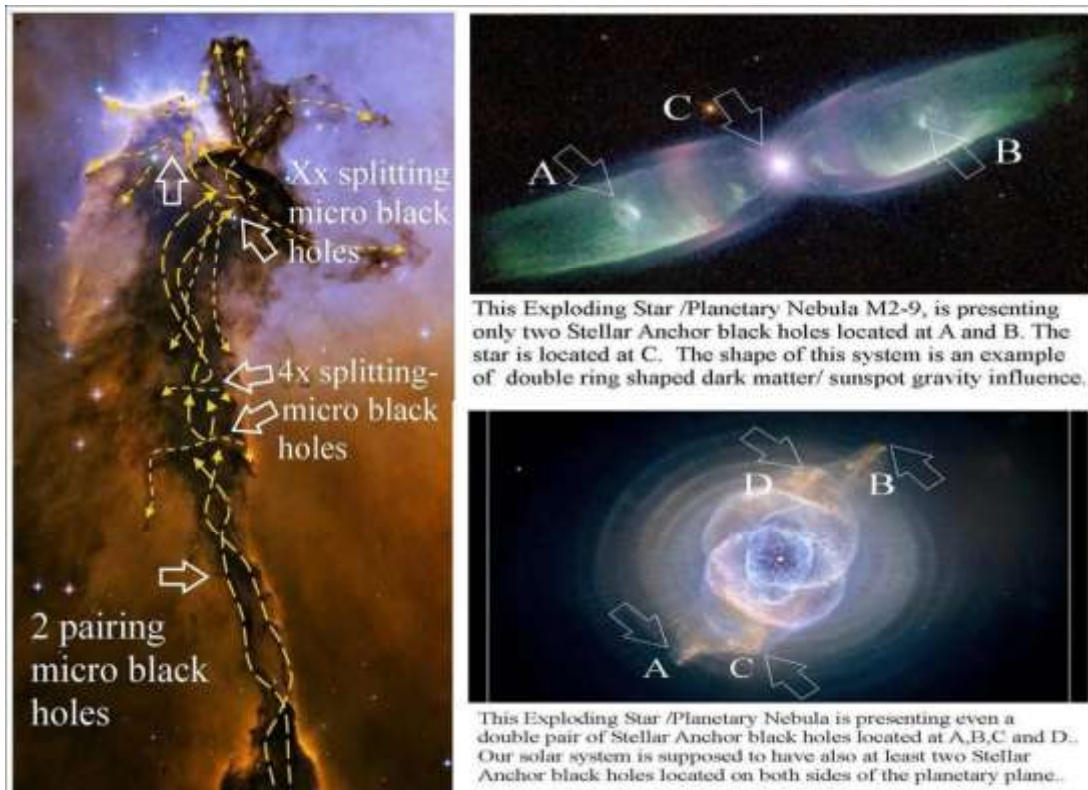 Xx splitting
micro black
holes
4x splitting-
micro black
holes
2 pairing
micro black
holes
A
C
B
This Exploding Star /Planetary Nebula M2-9, is presenting
only two Stellar Anchor black holes located at A and B. The
star is located at C. The shape of this system is an example
of double ring shaped dark matter/ sunspot gravity influence.
D
B
A
C
This Exploding Star /Planetary Nebula is presenting even a
double pair of Stellar Anchor black holes located at A,B,C and D..
Our solar system is supposed to have also at least two Stellar
Anchor black holes located on both sides of the planetary plane..